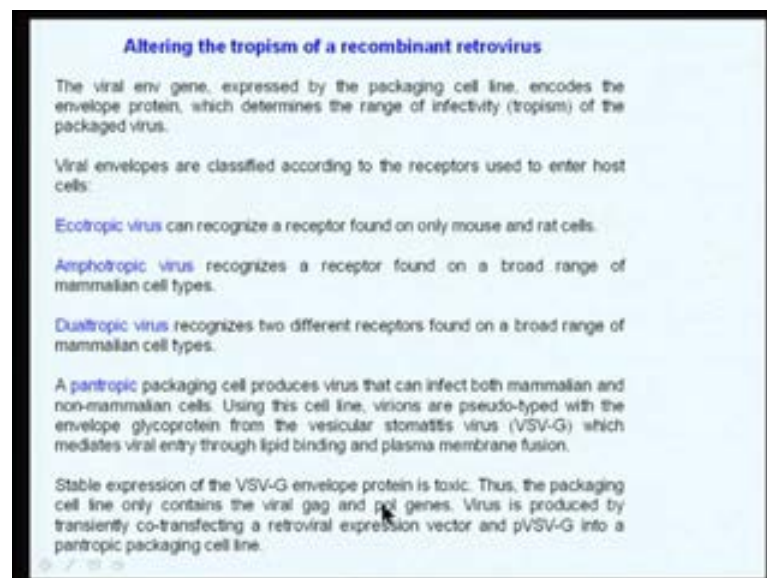 Altering the tropism of a recombinant retrovirus
The viral env gene, expressed by the packaging cell line, encodes the
envelope protein, which determines the range of infectivity (tropism) of the
packaged virus.
Viral envelopes are classified according to the receptors used to enter host
cells:
Ecotropic virus can recognize a receptor found on only mouse and rat cells.
Amphotropic virus recognizes a receptor found on a broad range of
mammalian cell types.
Dualtropic virus recognizes two different receptors found on a broad range of
mammalian cell types.
A pantropic packaging cell produces virus that can infect both mammalian and
non-mammalian cells. Using this cell line, virions are pseudo-typed with the
envelope glycoprotein from the vesicular stomatitis virus (VSV-G) which
mediates viral entry through lipid binding and plasma membrane fusion.
Stable expression of the VSV-G envelope protein is toxic. Thus, the packaging
cell line only contains the viral gag and pol genes. Virus is produced by
transiently co-transfecting a retroviral expression vector and pVSV-G into a
pantropic packaging cell line.